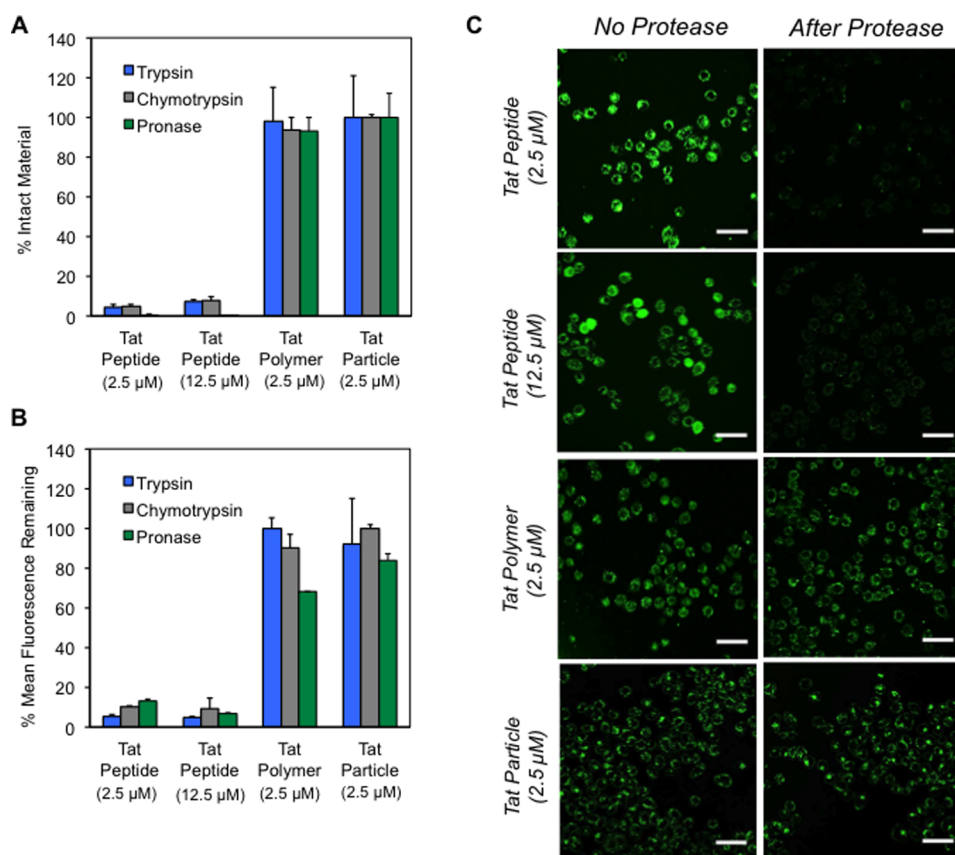 A
140
120
100
80
60
40
20
0
% Intact Material
Trypsin
Chymotrypsin
Pronase
Tat Peptide (2.5 µM)
Tat Peptide (12.5 µM)
Tat Polymer (2.5 µM)
Tat Particle (2.5 µM)
B
140
120
100
80
60
40
20
0
% Mean Fluorescence Remaining
Trypsin
Chymotrypsin
Pronase
Tat Peptide (2.5 µM)
Tat Peptide (12.5 µM)
Tat Polymer (2.5 µM)
Tat Particle (2.5 µM)
C
No Protease
After Protease
Tat Peptide
(2.5 µM)
Tat Peptide
(12.5 µM)
Tat Polymer
(2.5 µM)
Tat Particle
(2.5 µM)